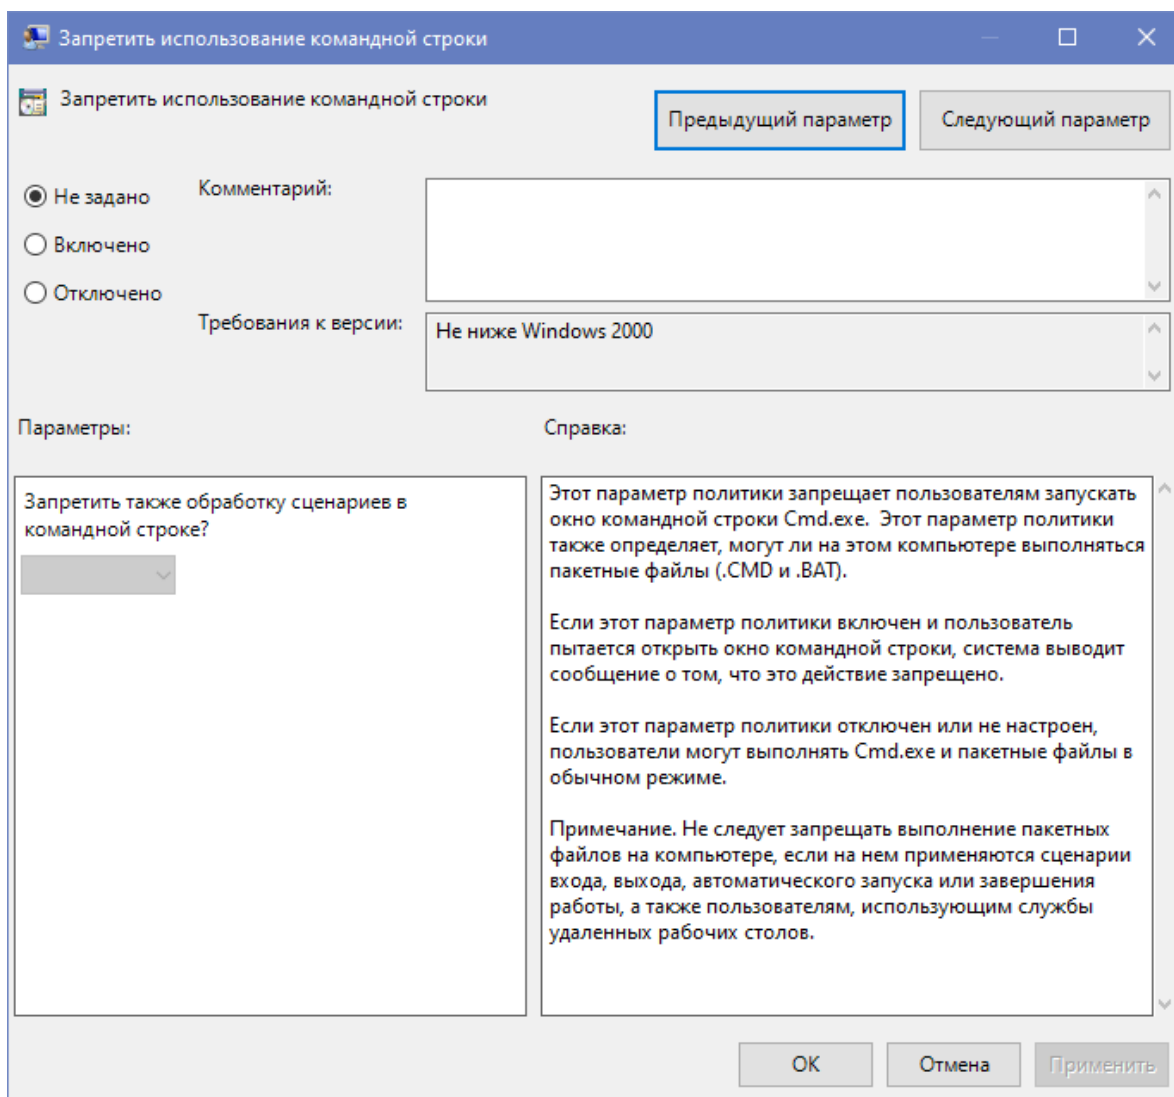 Запретить использование командной строки
Запретить использование командной строки
Предыдущий параметр
Следующий параметр
Не задано
Включено
Отключено
Комментарий:
Требования к версии:
Не ниже Windows 2000
Параметры:
Справка:
Запретить также обработку сценариев в
командной строке?
Этот параметр политики запрещает пользователям запускать
окно командной строки Cmd.exe.  Этот параметр политики
также определяет, могут ли на этом компьютере выполняться
пакетные файлы (.CMD и .BAT).
Если этот параметр политики включен и пользователь
пытается открыть окно командной строки, система выводит
сообщение о том, что это действие запрещено.
Если этот параметр политики отключен или не настроен,
пользователи могут выполнять Cmd.exe и пакетные файлы в
обычном режиме.
Примечание. Не следует запрещать выполнение пакетных
файлов на компьютере, если на нем применяются сценарии
входа, выхода, автоматического запуска или завершения
работы, а также пользователям, использующим службы
удаленных рабочих столов.
ОК
Отмена
Применить